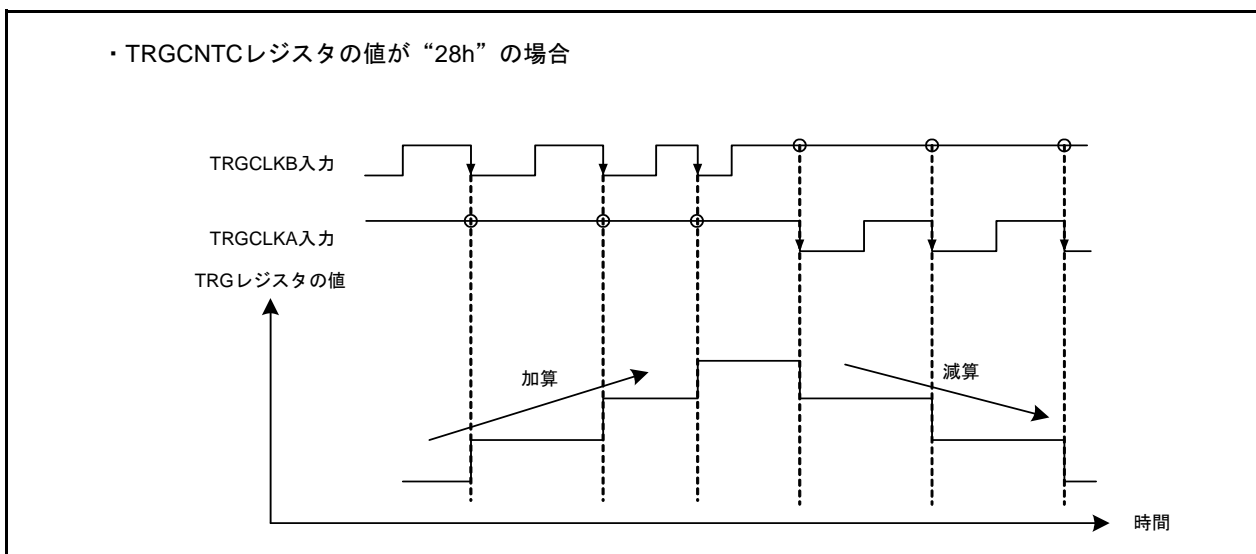 ・TRGCNTCレジスタの値が“28h”の場合
TRGCLKB入力
TRGCLKA入力
TRGレジスタの値
加算
減算
時間